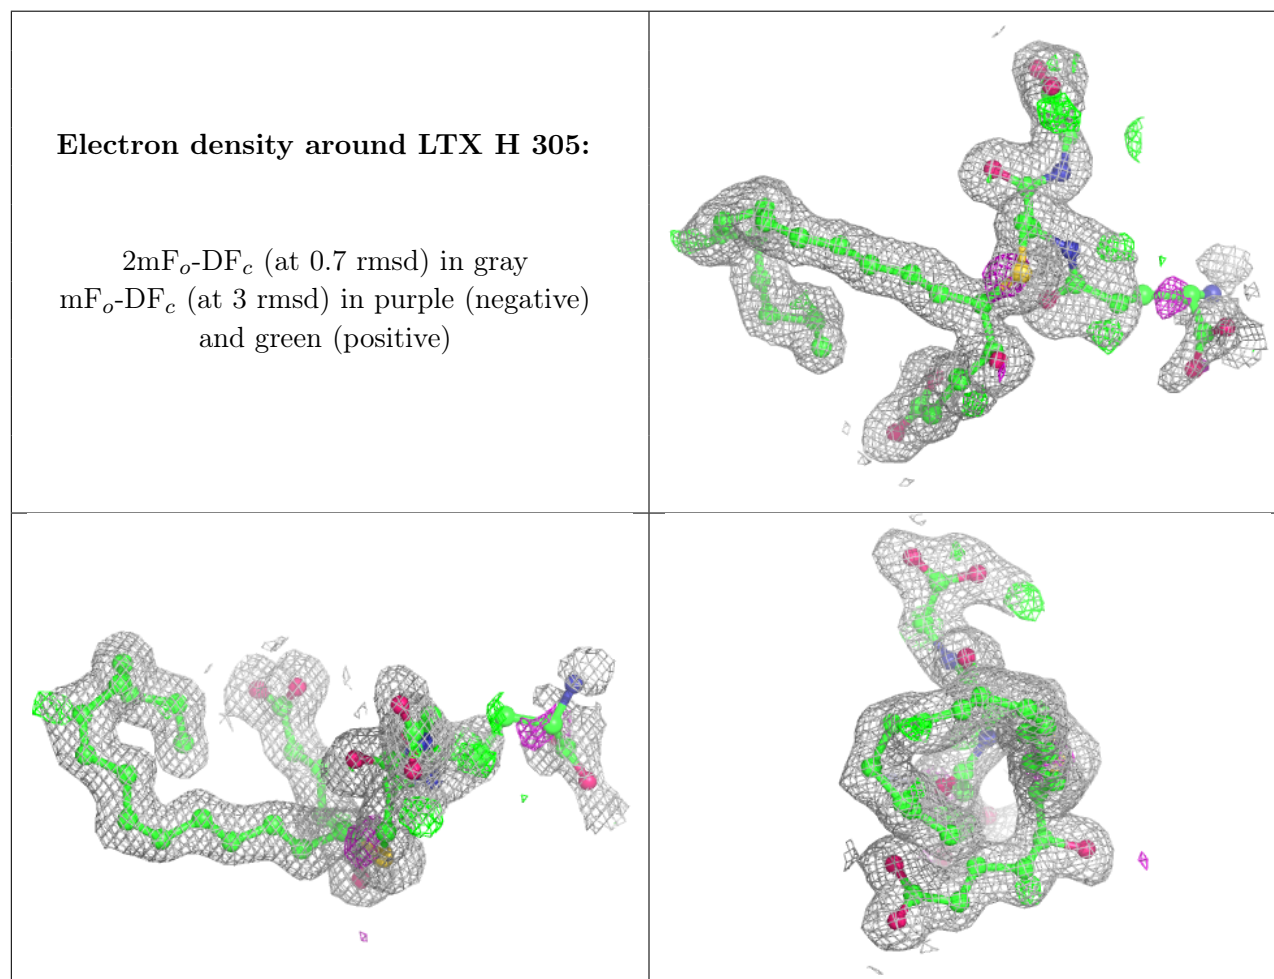 Electron density around LTX H 305:
2mFo-DFc (at 0.7 rmsd) in gray
mFo-DFc (at 3 rmsd) in purple (negative)
and green (positive)